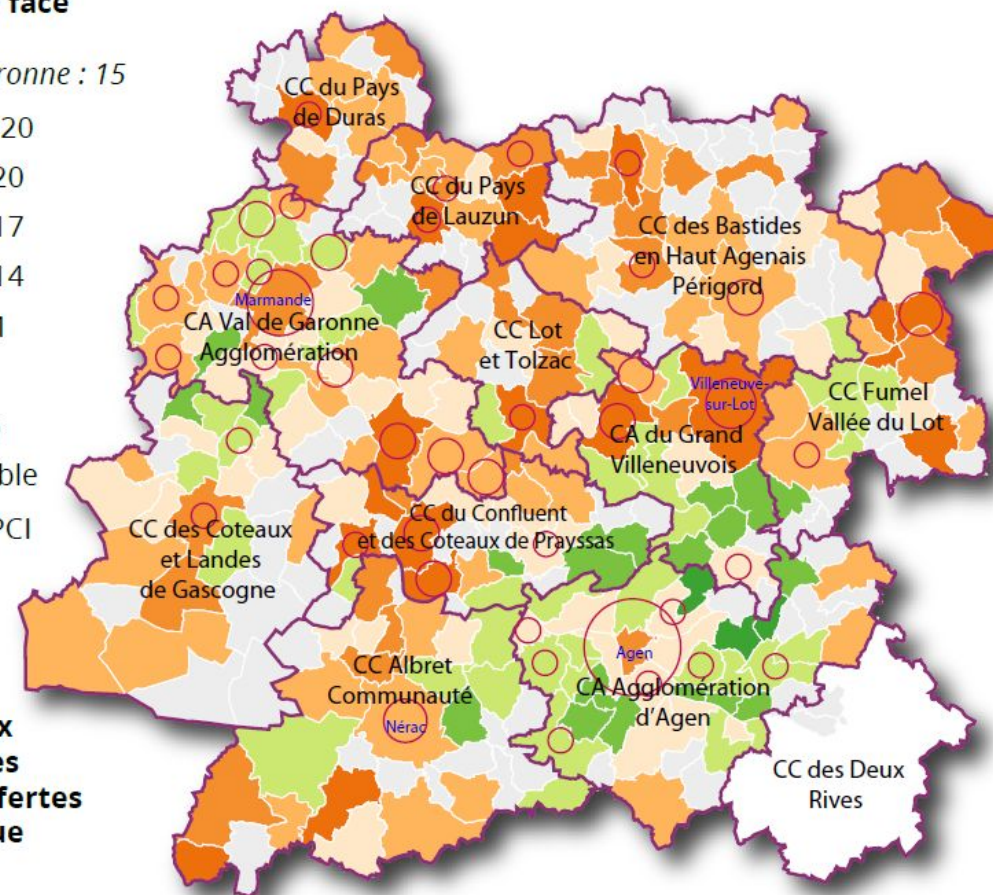 face
ronne : 15
20
20
17
14
ble
PCI
x
es
fertes
ue
CC du Pays
de Duras
CC du Pays
de Lauzun
CC des Bastides
en Haut Agenais
Périgord
Marmande
CA Val de Garonne
Agglomération
CC Lot
et Tolzac
Villeneuve-
sur-Lot
CC Fumel
Vallée du Lot
CA du Grand
Villeneuvois
CC des Coteaux
et Landes
de Gascogne
CC du Confluent
et des Coteaux de Prayssas
Agen
CC Albret
Communauté
Nérac
CA Agglomération
d'Agen
CC des Deux
Rives